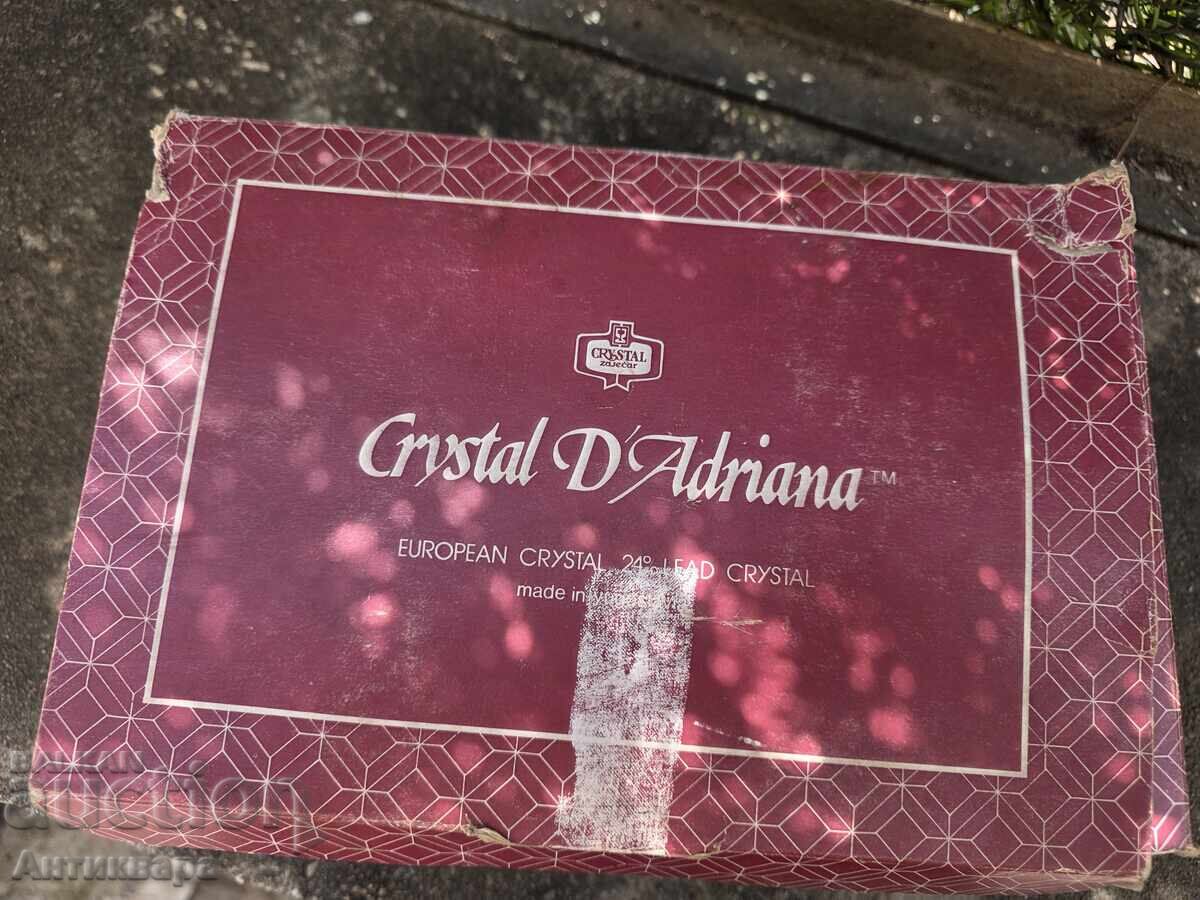 CRYSTAL
zaječar
Crystal D'Adriana™
EUROPEAN CRYSTAL 24% LEAD CRYSTAL
made in
BALKAN
auction
Антиквара